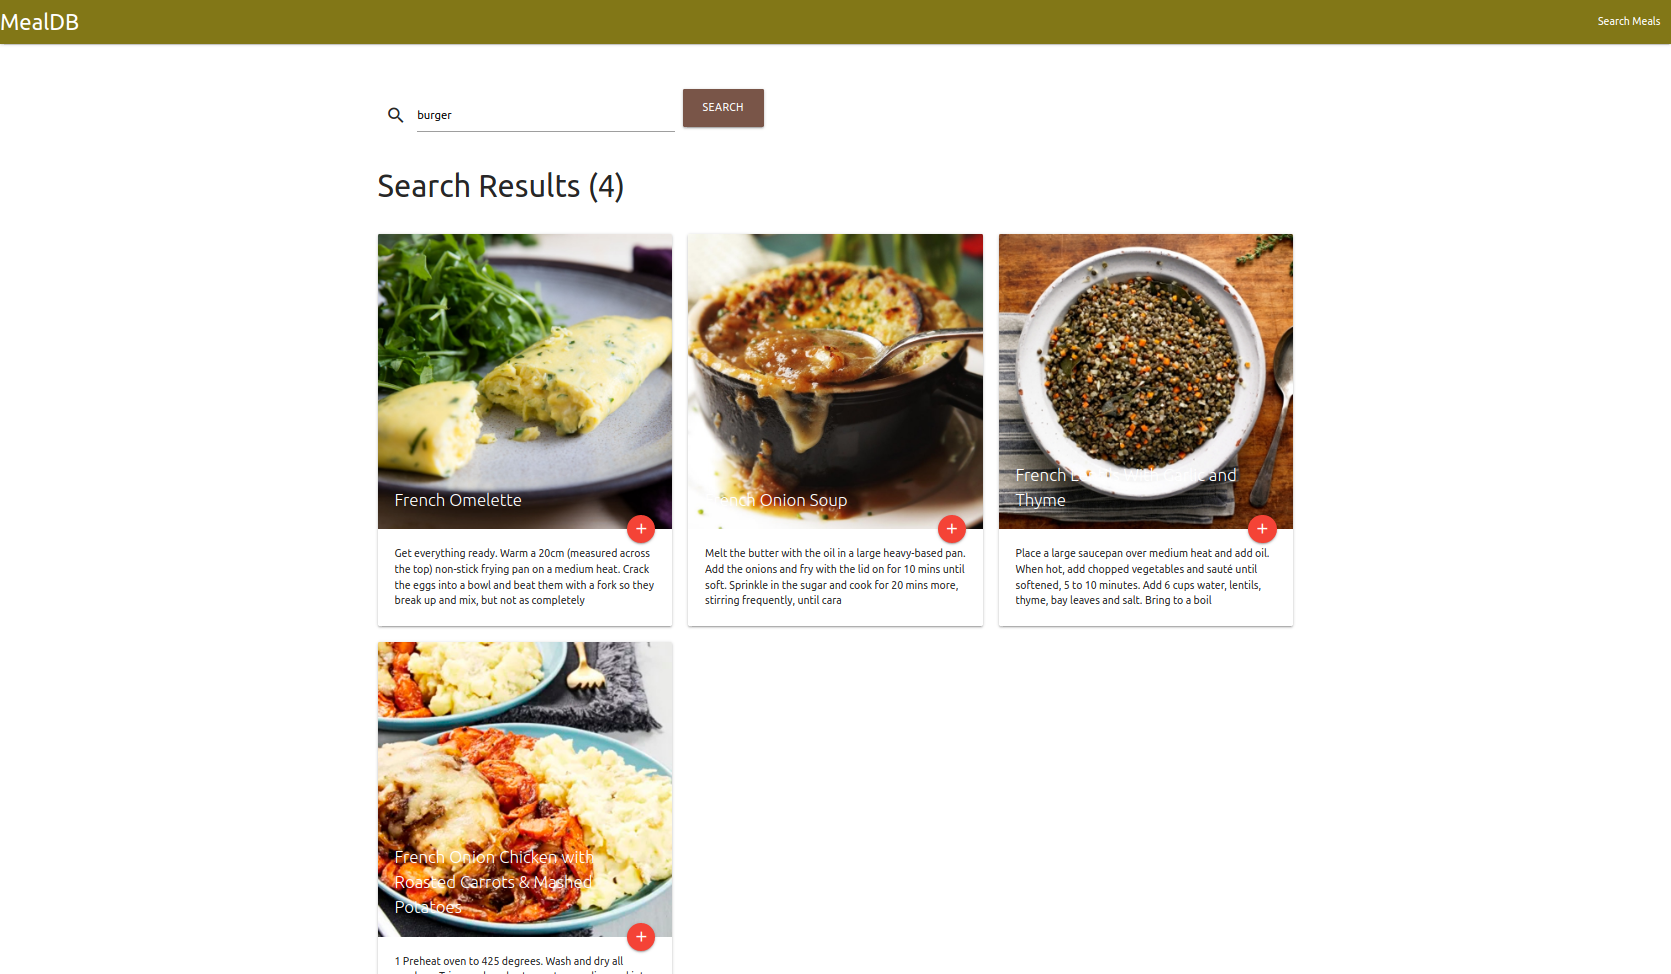 MealDB
Search Meals
burger
SEARCH
Search Results (4)
French Omelette
Get everything ready. Warm a 20cm (measured across
the top) non-stick frying pan on a medium heat. Crack
the eggs into a bowl and beat them with a fork so they
break up and mix, but not as completely
French Onion Soup
Melt the butter with the oil in a large heavy-based pan.
Add the onions and fry with the lid on for 10 mins until
soft. Sprinkle in the sugar and cook for 20 mins more,
stirring frequently, until cara
French With Garlic and
Thyme
Place a large saucepan over medium heat and add oil.
When hot, add chopped vegetables and sauté until
softened, 5 to 10 minutes. Add 6 cups water, lentils,
thyme, bay leaves and salt. Bring to a boil
French Onion Chicken with
Roasted Carrots & Mashed
Potatoes
1 Preheat oven to 425 degrees. Wash and dry all